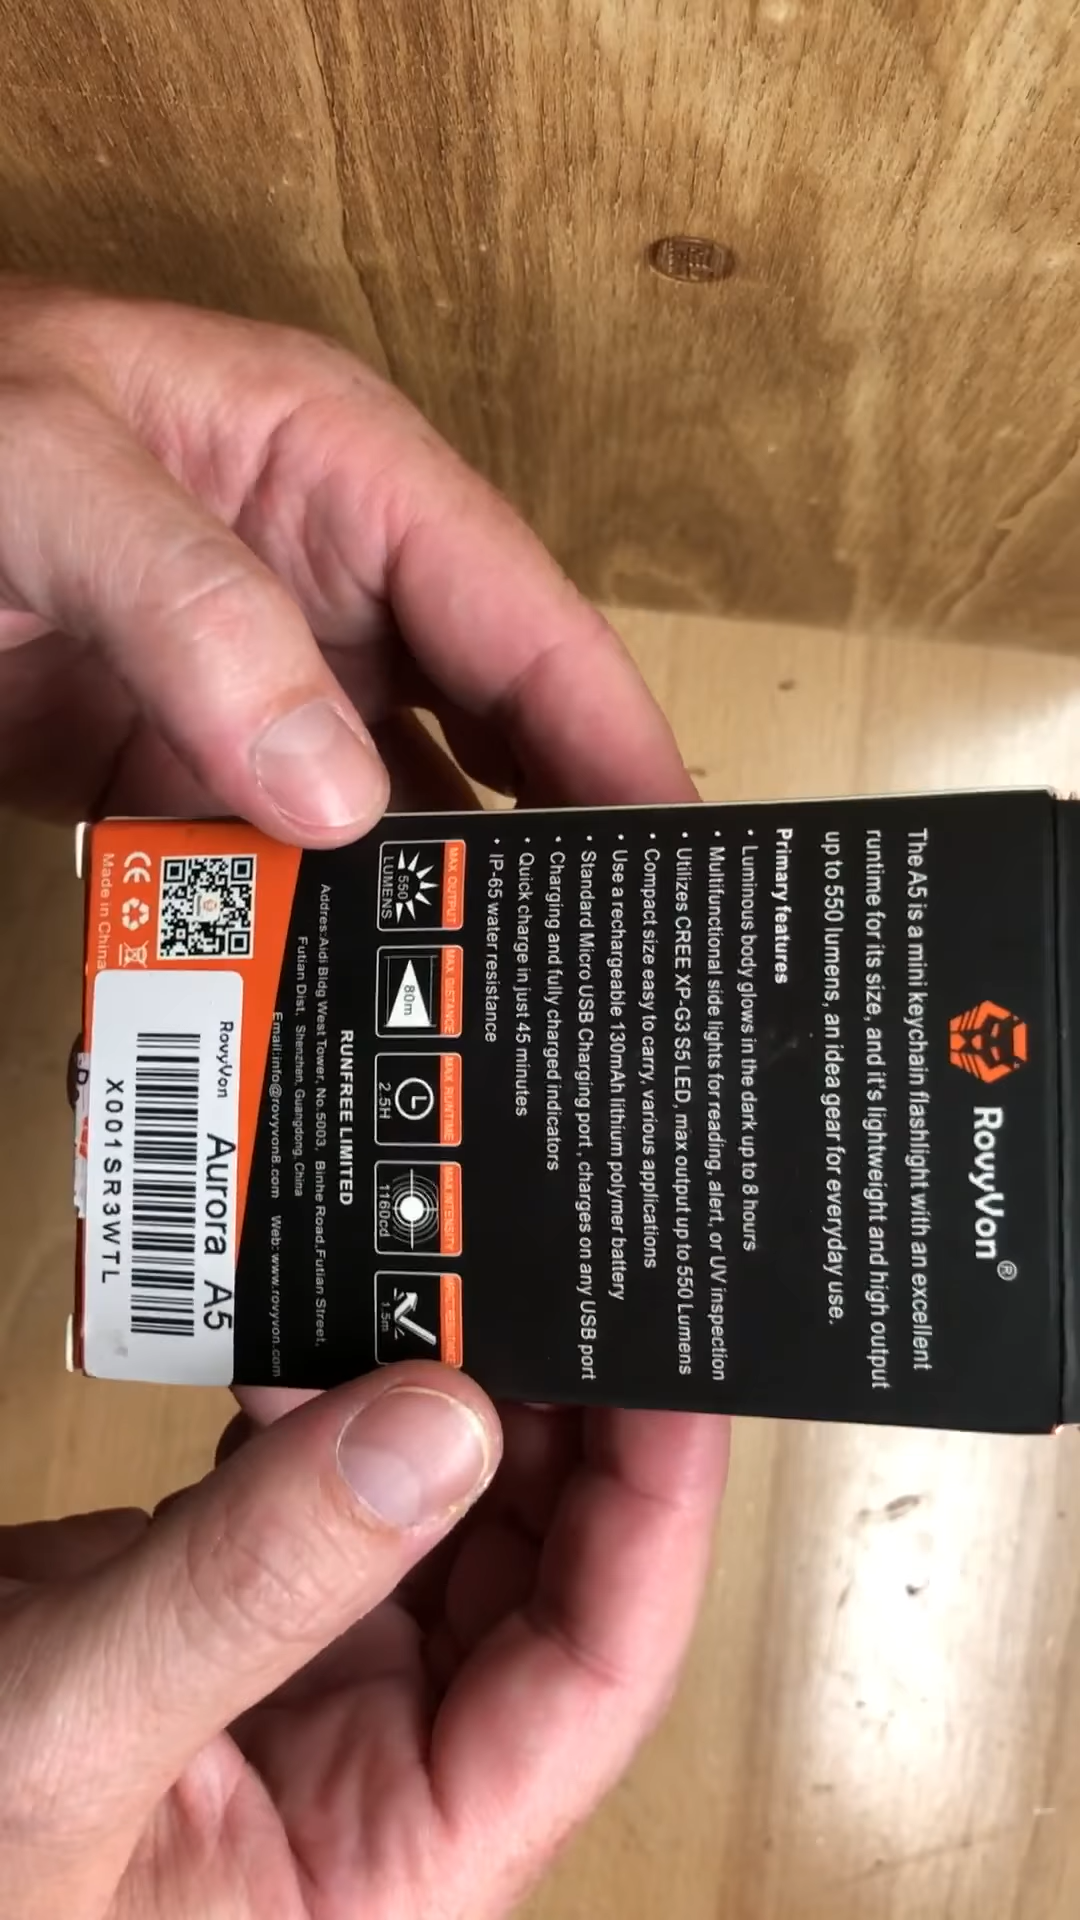 RovyVon®
The A5 is a mini keychain flashlight with an excellent
runtime for its size, and it's lightweight and high output
up to 550 lumens, an idea gear for everyday use.
Primary features
• Luminous body glows in the dark up to 8 hours
• Multifunctional side lights for reading, alert, or UV inspection
• Utilizes CREE XP-G3 S5 LED, max output up to 550 Lumens
• Compact size easy to carry, various applications
• Use a rechargeable 130mAh lithium polymer battery
• Standard Micro USB Charging port , charges on any USB port
• Charging and fully charged indicators
• Quick charge in just 45 minutes
• IP-65 water resistance
MAX OUTPUT
550
LUMENS
MAX DISTANCE
80m
MAX RUNTIME
2.5H
MAX INTENSITY
1160cd
1.5m
RUNFREE LIMITED
Addres:Aidi Bldg West Tower, No.5003, Binhe Road,Futian Street,
Futian Dist, Shenzhen, Guangdong, China
Email:info@rovyvon8.com Web: www.rovyvon.com
CE
Made in China
RovyVon Aurora A5
X001SR3WTL